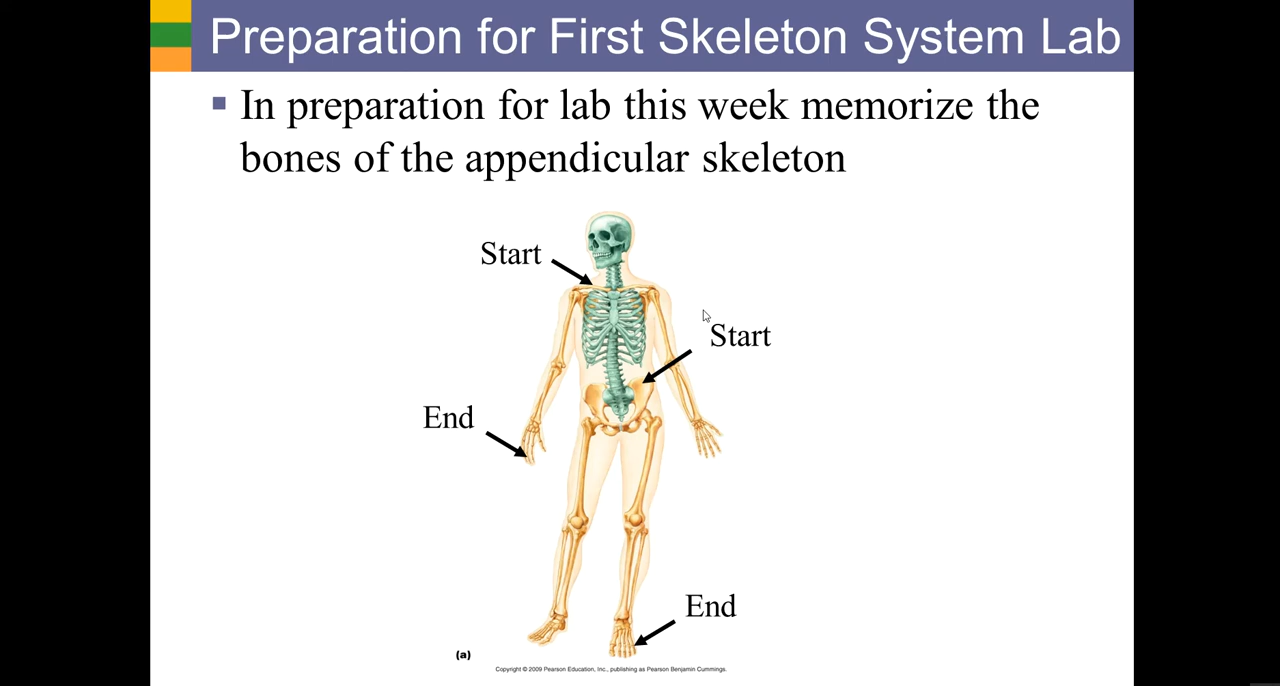 Preparation for First Skeleton System Lab
In preparation for lab this week memorize the
bones of the appendicular skeleton
Start
Start
End
End
(a)
Copyright © 2009 Pearson Education, Inc., publishing as Pearson Benjamin Cummings.